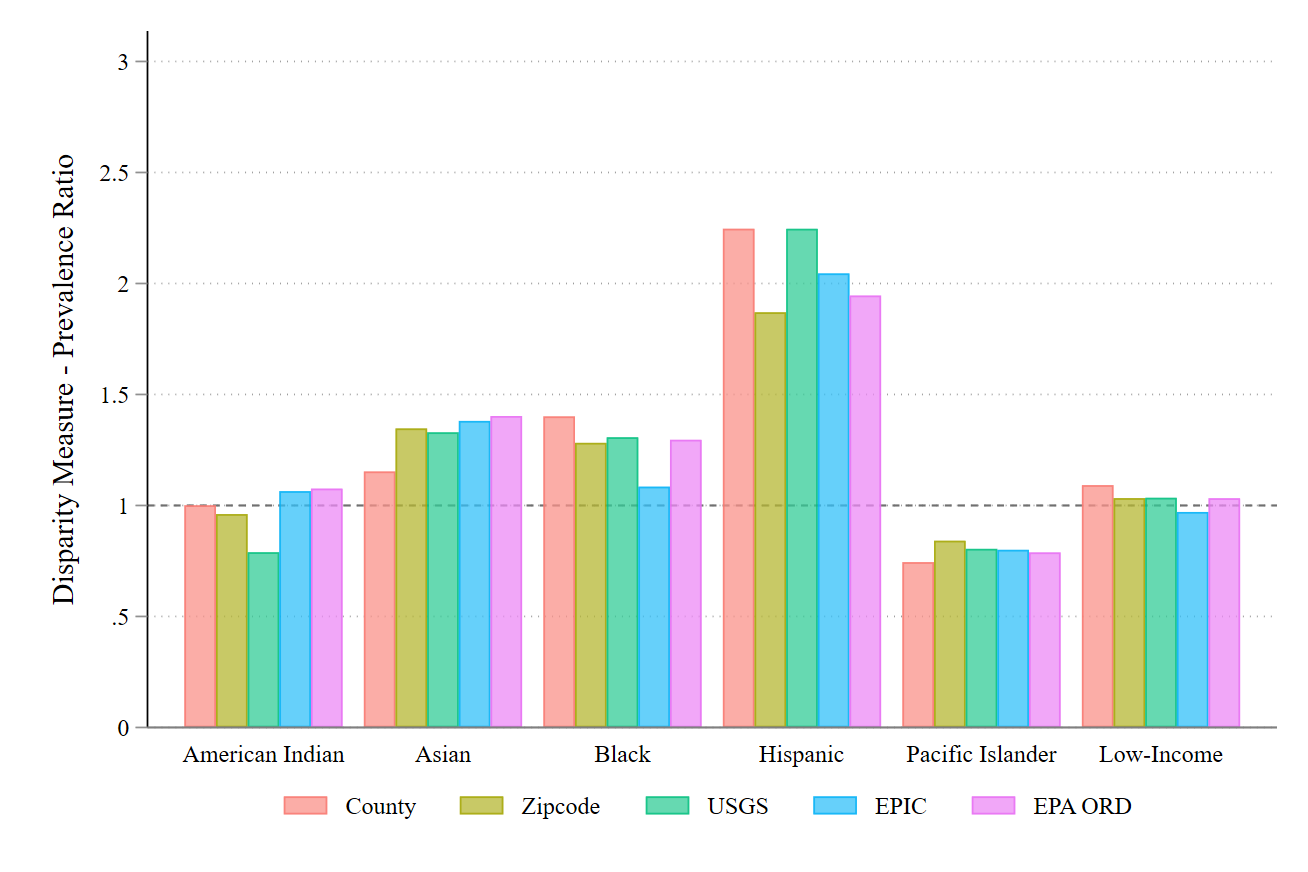 Disparity Measure - Prevalence Ratio
3
2.5
2
1.5
1
.5
0
American Indian Asian Black Hispanic Pacific Islander Low-Income
County Zipcode USGS EPIC EPA ORD